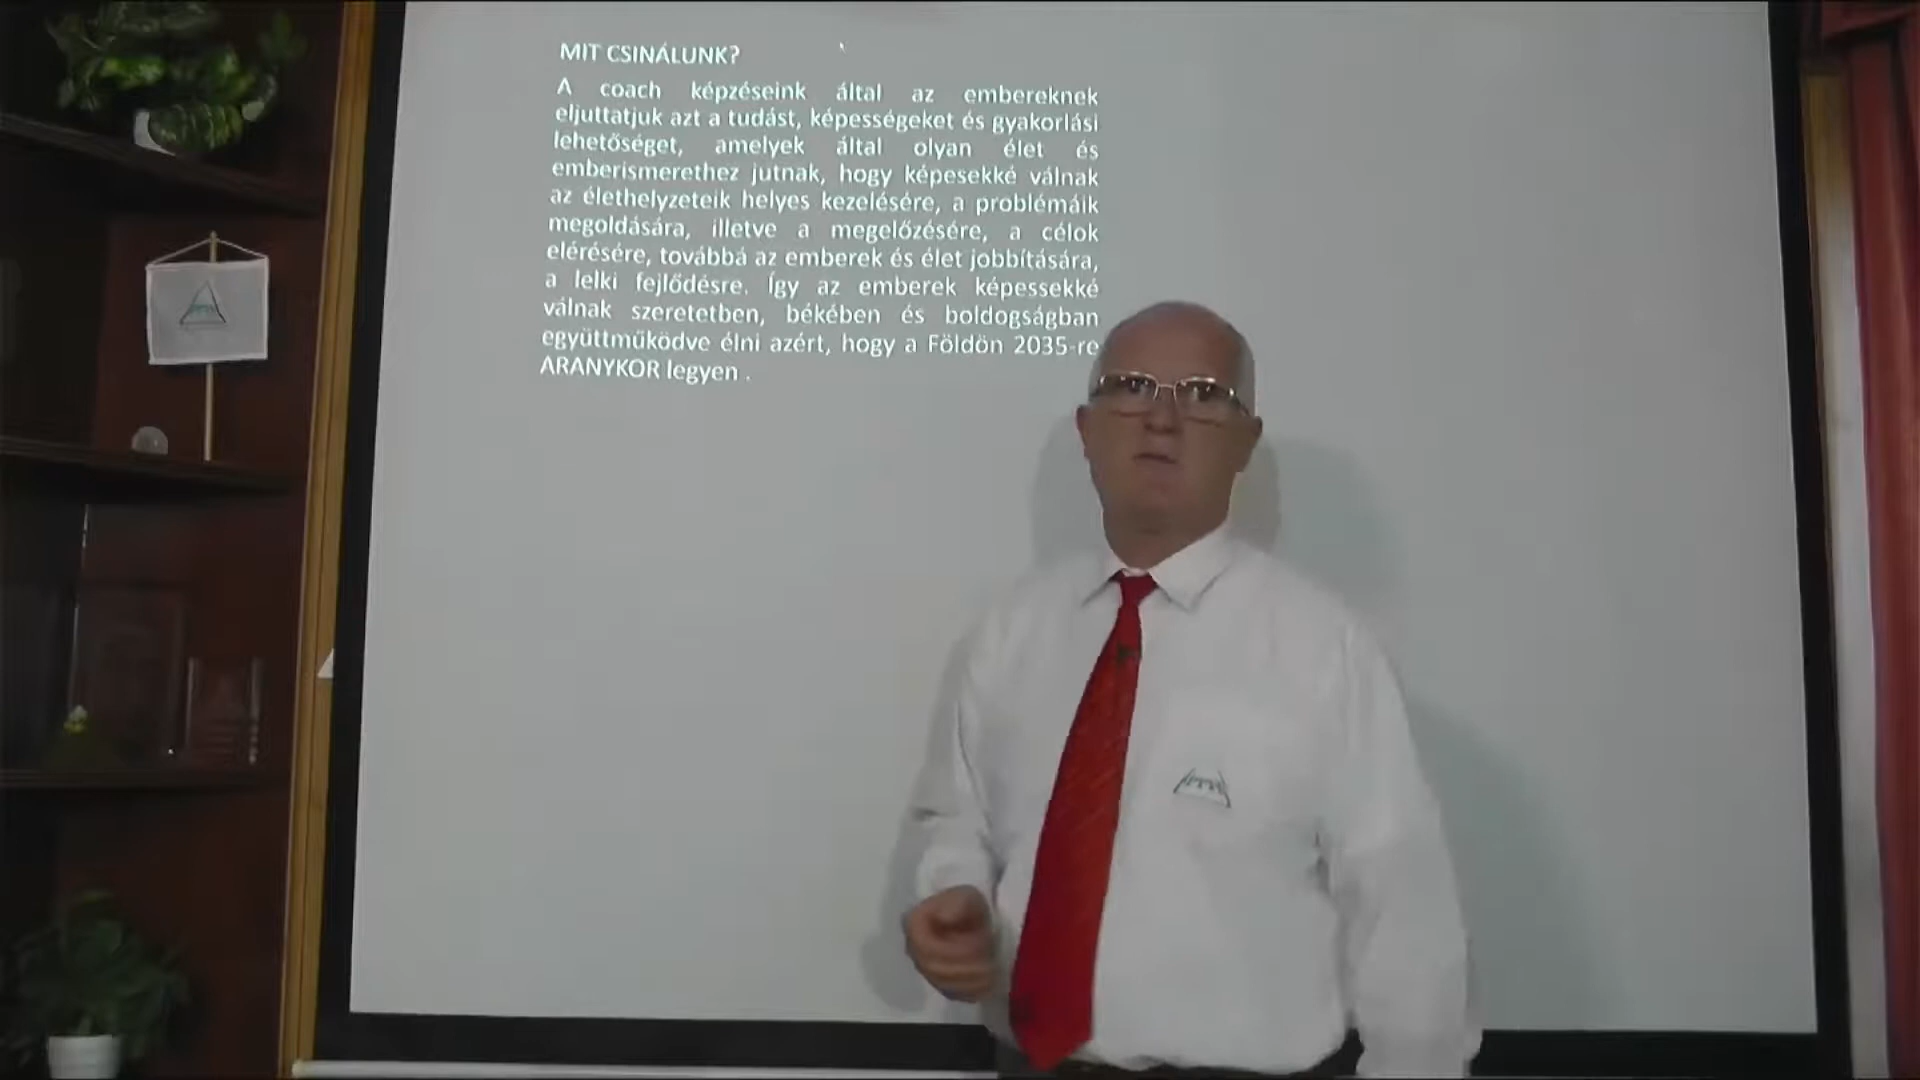 MIT CSINÁLUNK?
A coach képzéseink által az embereknek
eljuttatjuk azt a tudást, képességeket és gyakorlási
lehetőséget, amelyek által olyan élet és
emberismerethez jutnak, hogy képesekké válnak
az élethelyzeteik helyes kezelésére, a problémáik
megoldására, illetve a megelőzésére, a célok
elérésére, továbbá az emberek és élet jobbítására,
a lelki fejlődésre. Így az emberek képessekké
válnak szeretetben, békében és boldogságban
együttműködve élni azért, hogy a Földön 2035-re
ARANYKOR legyen .